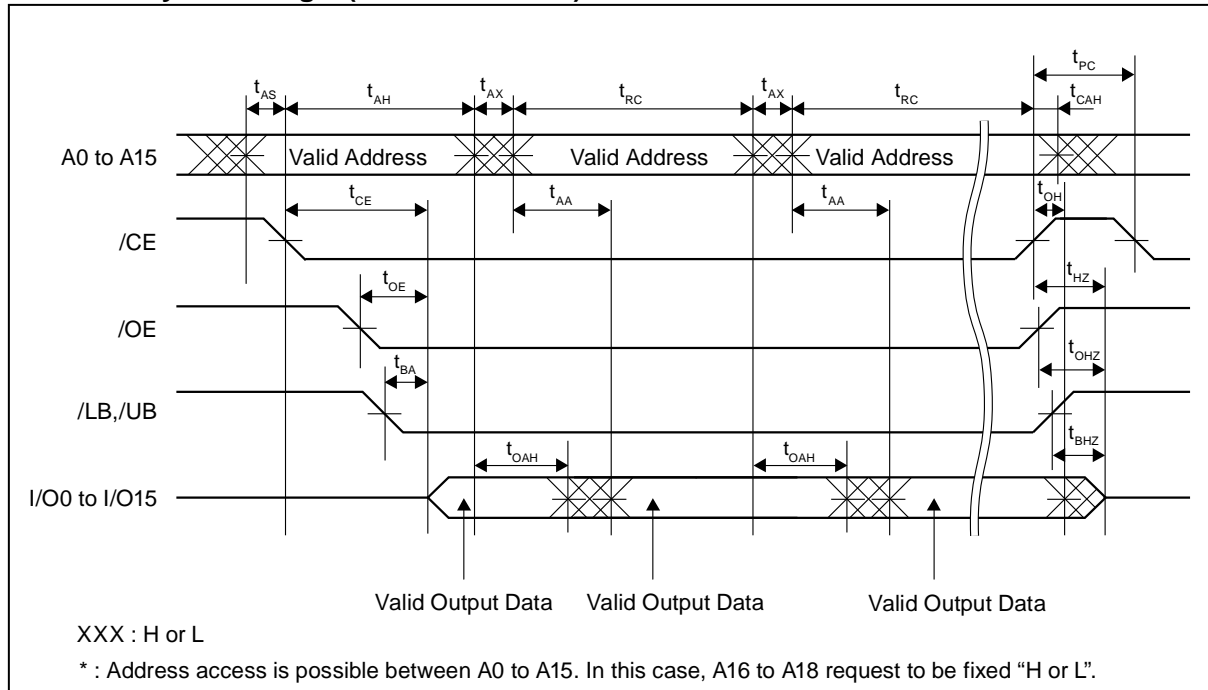 tPC
tAS tAH tAX tRC tAX tRC tCAH
A0 to A15 Valid Address Valid Address Valid Address
tCE tAA tAA tOH
/CE
tOE tHZ
/OE
tBA tOHZ
/LB,/UB
tOAH tOAH tBHZ
I/O0 to I/O15
Valid Output Data Valid Output Data Valid Output Data
XXX : H or L
* : Address access is possible between A0 to A15. In this case, A16 to A18 request to be fixed “H or L”.